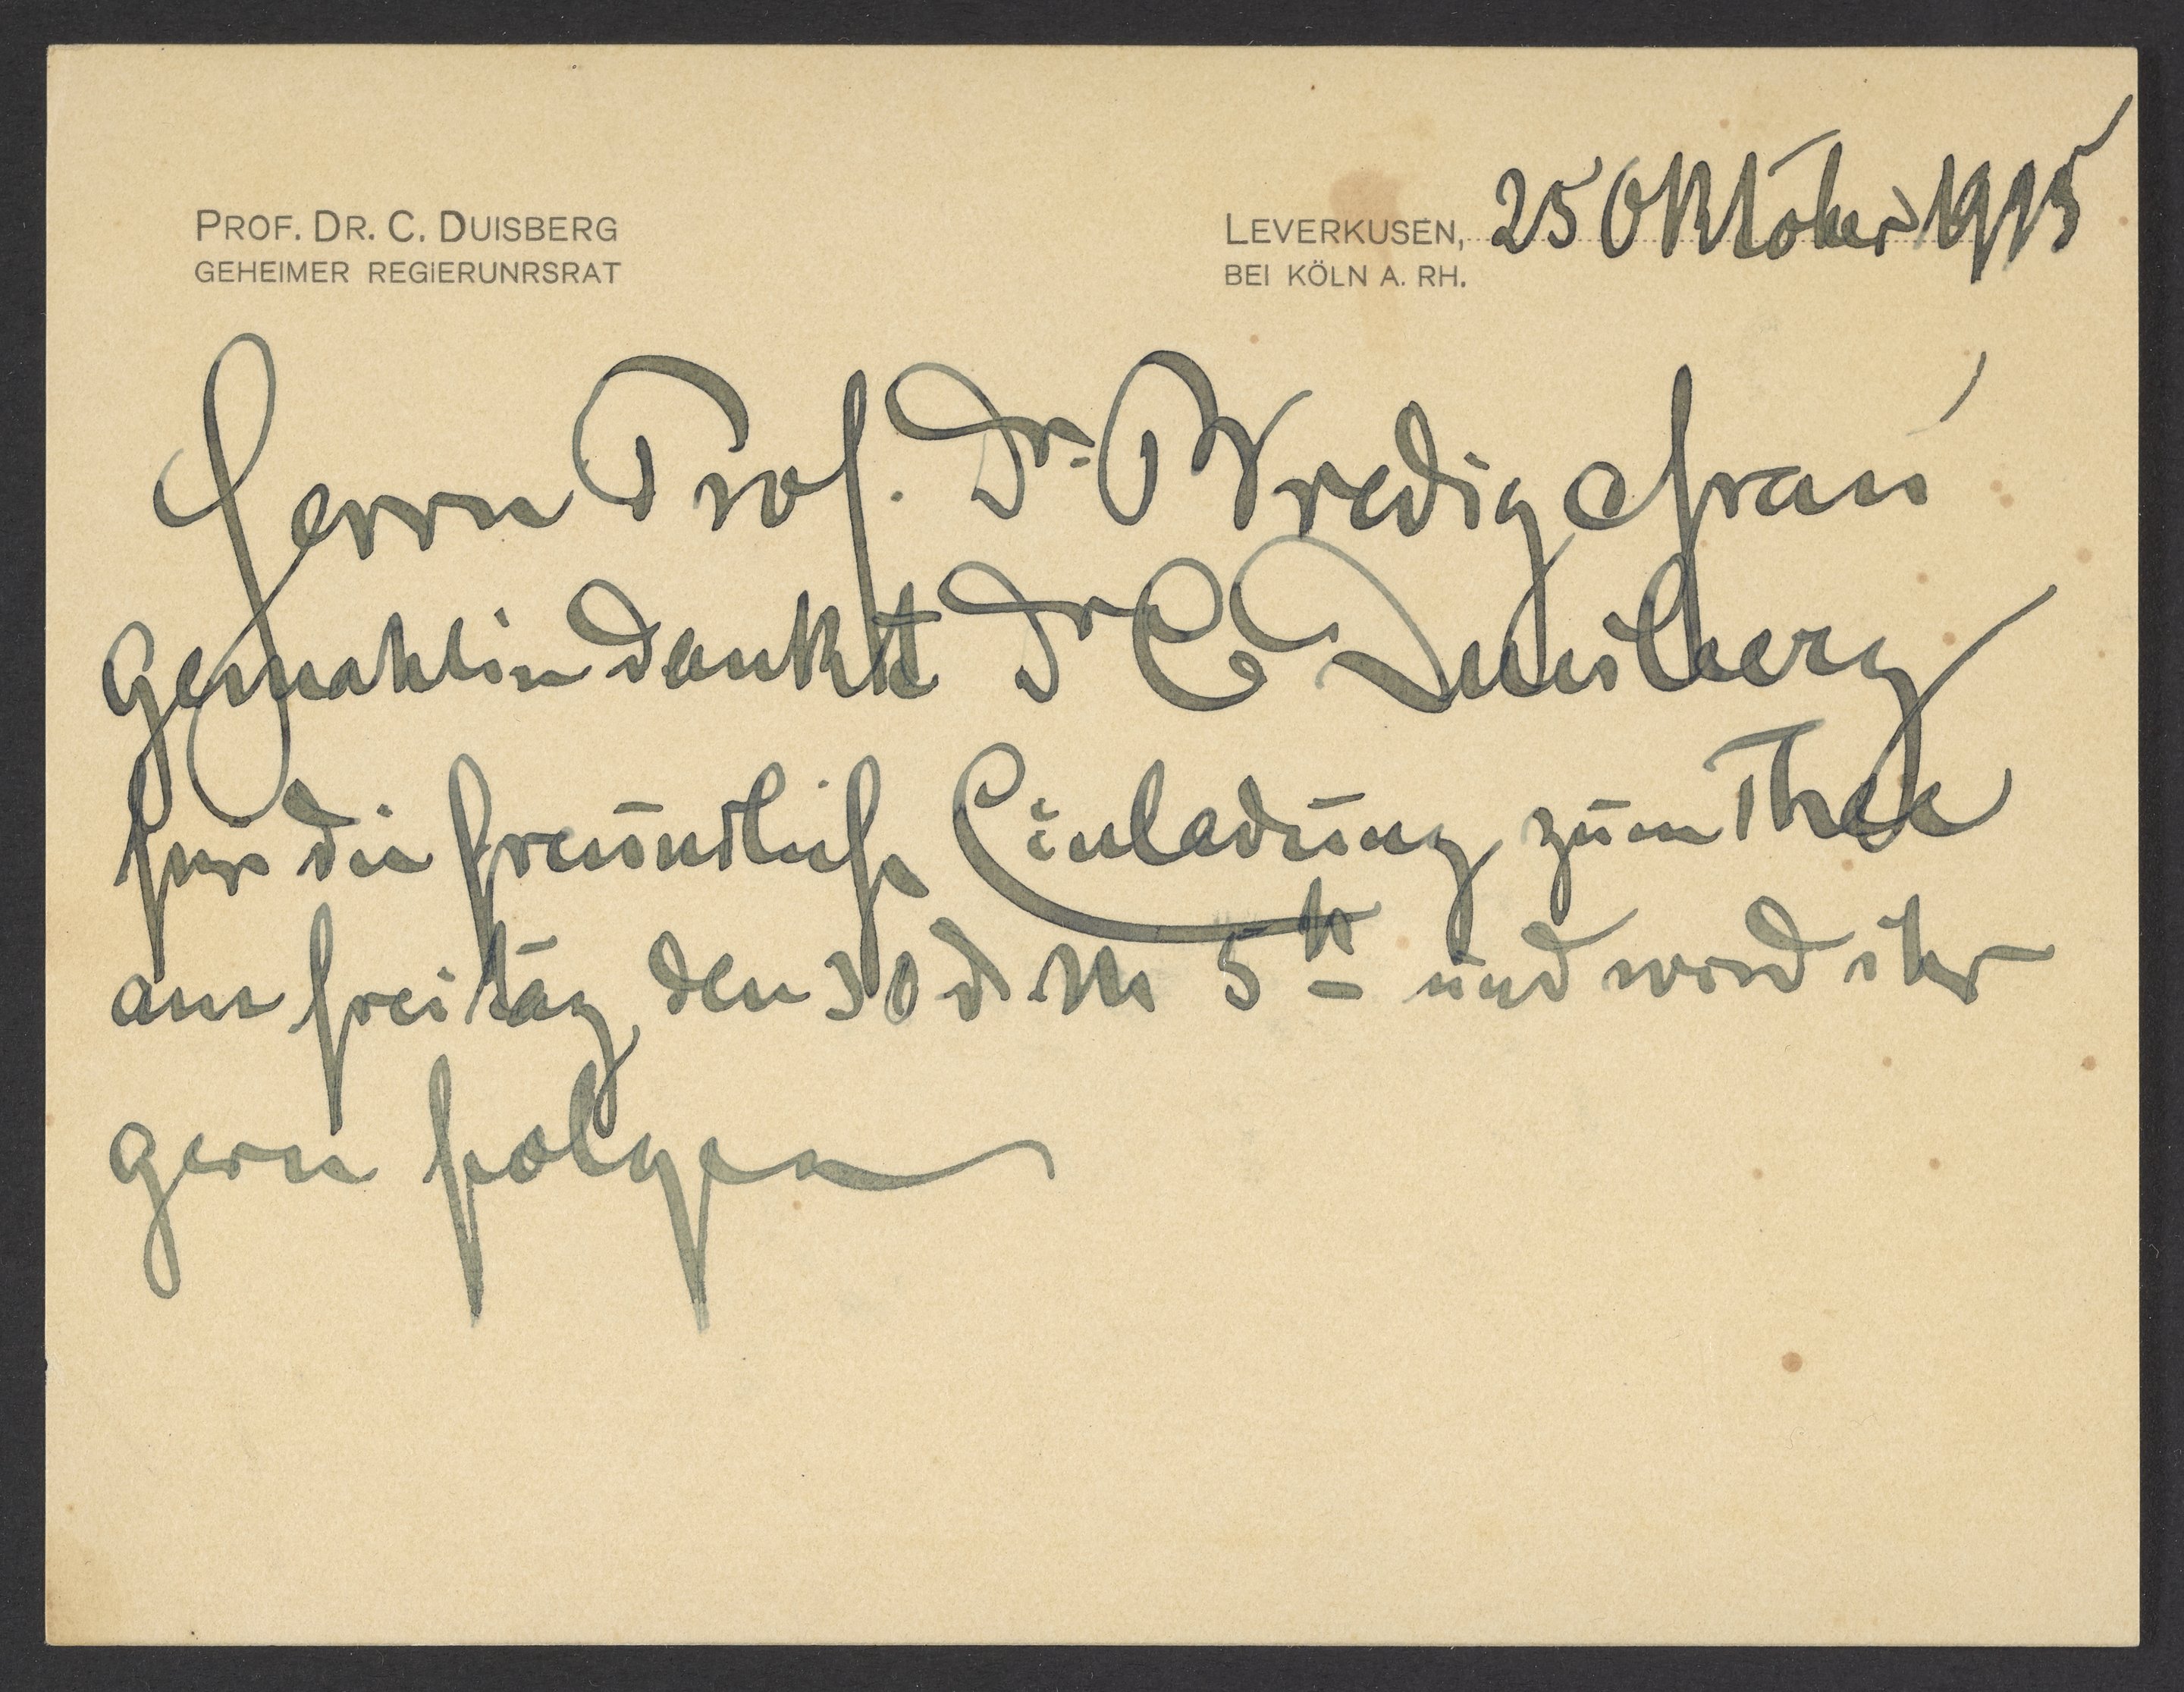 PROF. DR. C. DUISBERG
GEHEIMER REGIERUNRSRAT
LEVERKUSEN, 25 Oktober 1915
BEI KÖLN A. RH.
Herrn Prof. Dr. Bredig & Frau
Gemahlin dankt Dr C Duisberg
für die freundliche Einladung zum Thee
am Freitag den 30 d. M 5 h und wird ihr
gern folgen